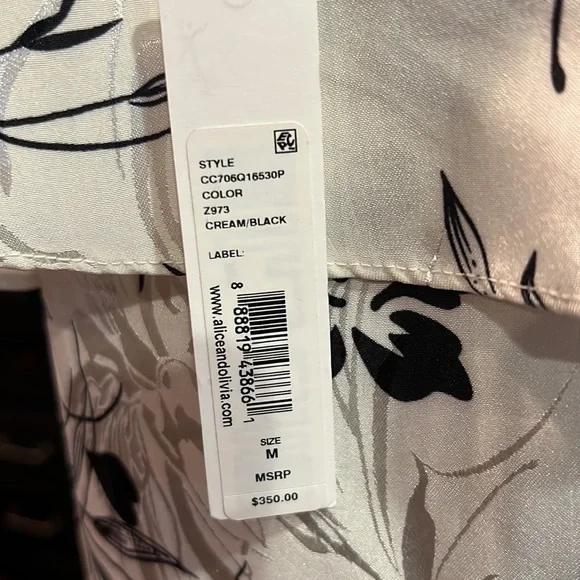 STYLE
CC706Q16530P
COLOR
Z973
CREAM/BLACK
LABEL:
8 88819 43866 1
www.aliceandolivia.com
SIZE
M
MSRP
$350.00